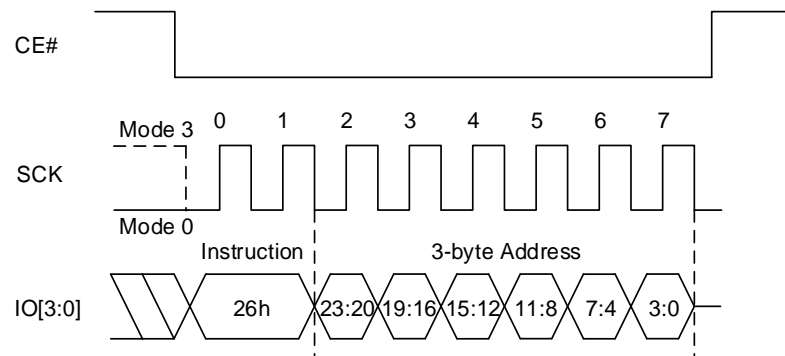 CE#
Mode 3
0 1 2 3 4 5 6 7
SCK
Mode 0
Instruction 3-byte Address
IO[3:0] 26h 23:20 19:16 15:12 11:8 7:4 3:0